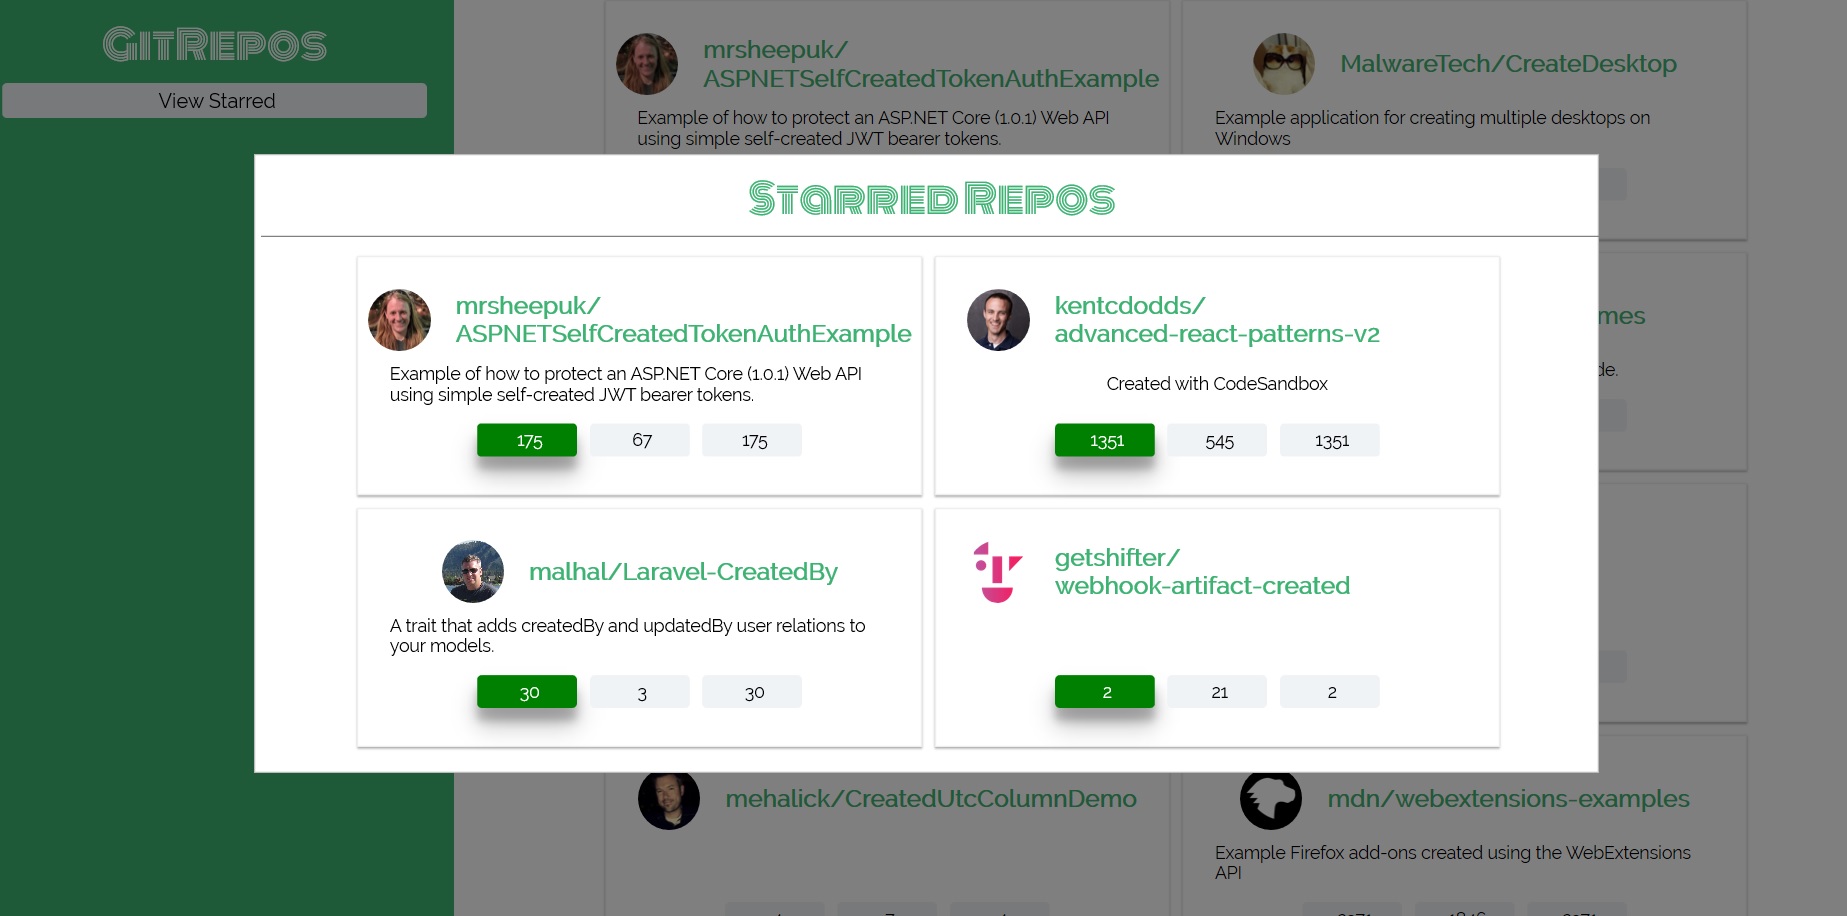 GitRepos
View Starred
mrsheepuk/
ASPNETSelfCreatedTokenAuthExample
Example of how to protect an ASP.NET Core (1.0.1) Web API
using simple self-created JWT bearer tokens.
MalwareTech/CreateDesktop
Example application for creating multiple desktops on
Windows
Starred Repos
mrsheepuk/
ASPNETSelfCreatedTokenAuthExample
Example of how to protect an ASP.NET Core (1.0.1) Web API
using simple self-created JWT bearer tokens.
175
67
175
kentcdodds/
advanced-react-patterns-v2
Created with CodeSandbox
1351
545
1351
malhal/Laravel-CreatedBy
A trait that adds createdBy and updatedBy user relations to
your models.
30
3
30
getshifter/
webhook-artifact-created
2
21
2
mehalick/CreatedUtcColumnDemo
mdn/webextensions-examples
Example Firefox add-ons created using the WebExtensions
API